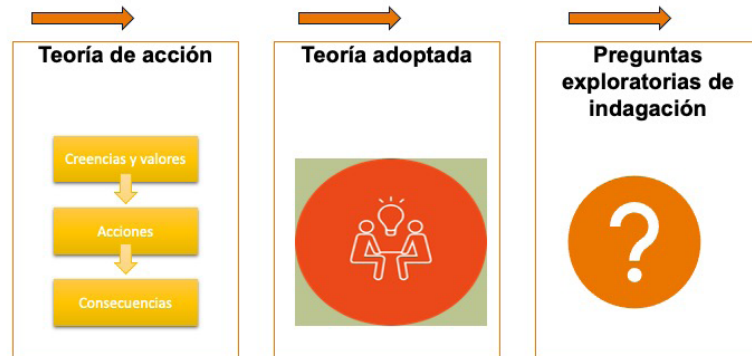 Teoría de acción
Creencias y valores
Acciones
Consecuencias
Teoría adoptada
Preguntas
exploratorias de
indagación
?